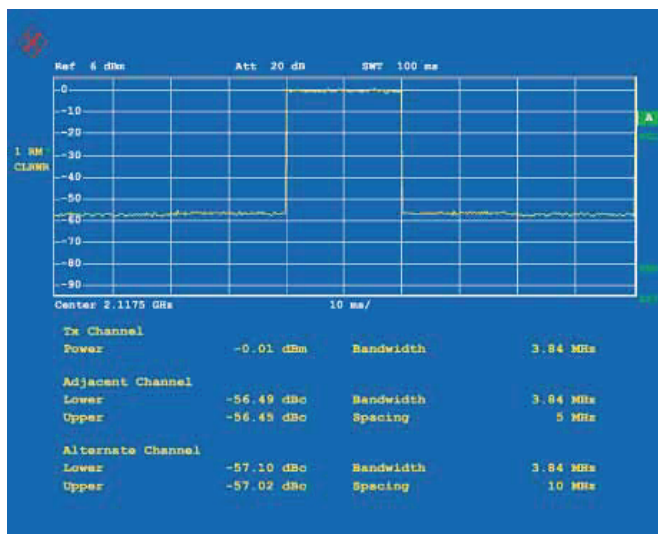 Ref 6 dBm Att 20 dB SWT 100 ms
-0
-10
-20
A
1 RM
-30
CLRWR
-40
-60
-70
-80
-90
Center 2.1175 GHz 10 ms/
Tx Channel
Power -0.01 dBm Bandwidth 3.84 MHz
Adjacent Channel
Lower -56.49 dBc Bandwidth 3.84 MHz
Upper -56.45 dBc Spacing 5 MHz
Alternate Channel
Lower -57.10 dBc Bandwidth 3.84 MHz
Upper -57.02 dBc Spacing 10 MHz